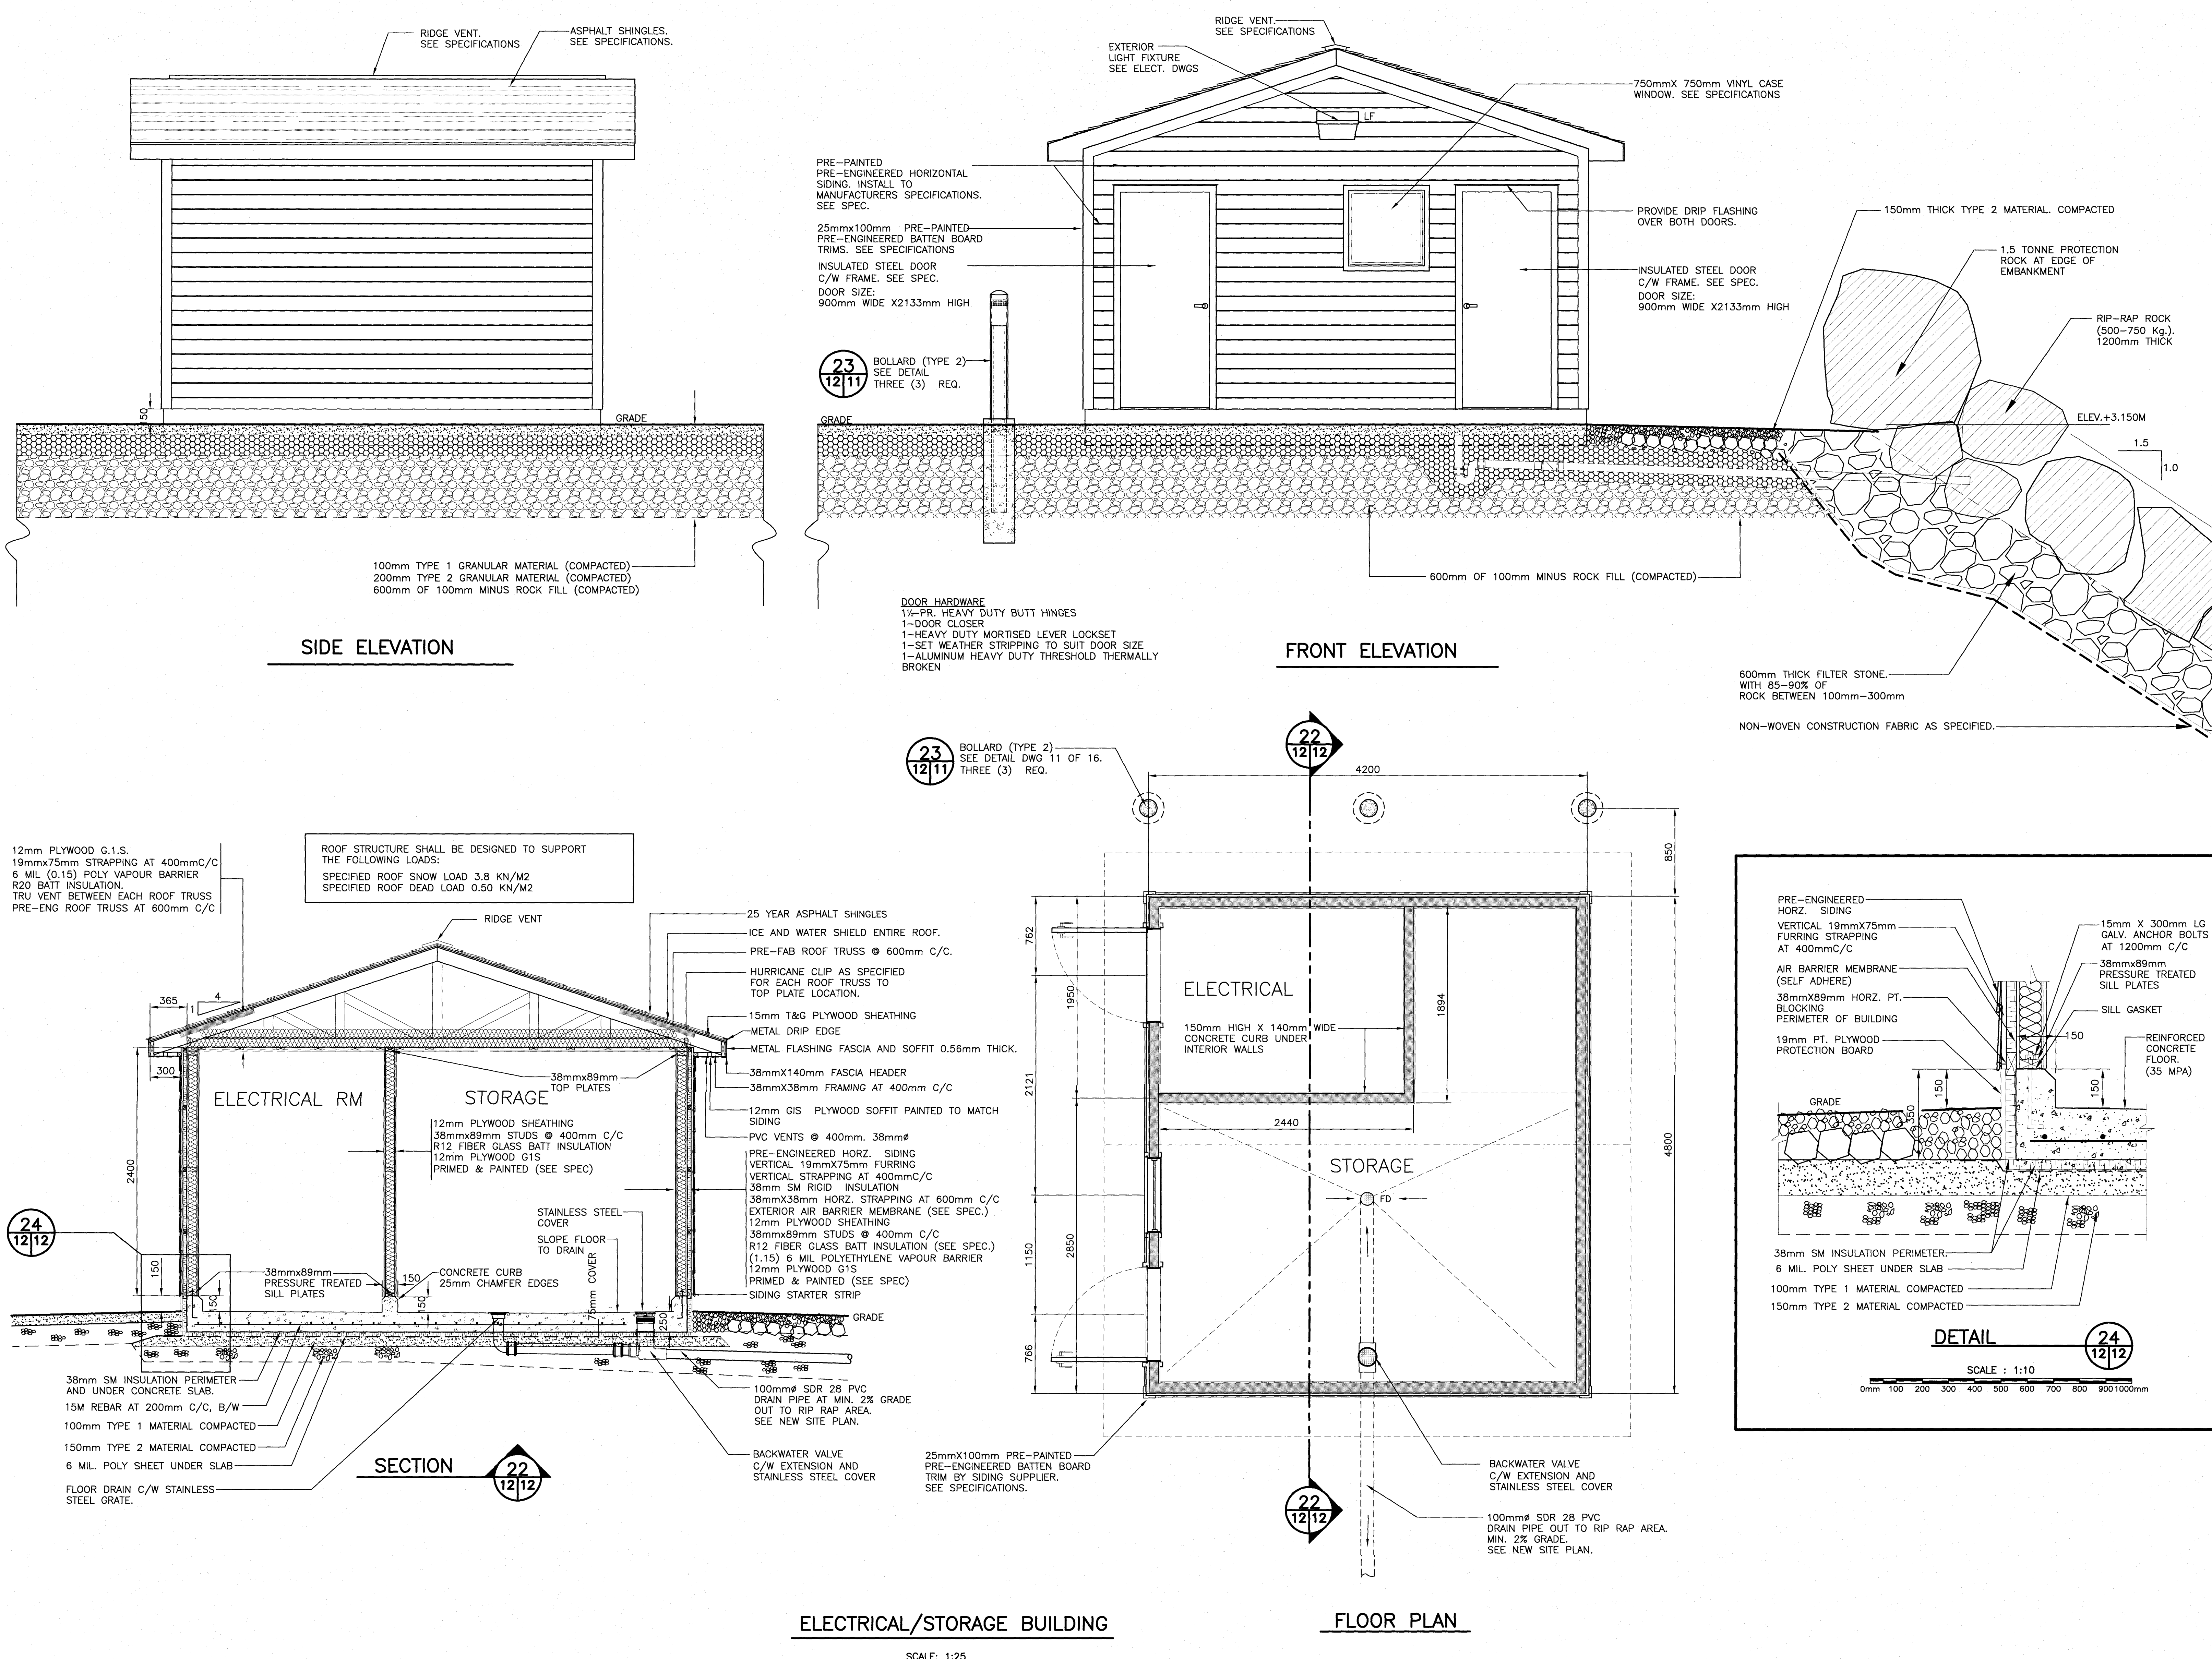 RIDGE VENT.
SEE SPECIFICATIONS
ASPHALT SHINGLES.
SEE SPECIFICATIONS.
150
GRADE
100mm TYPE 1 GRANULAR MATERIAL (COMPACTED)
200mm TYPE 2 GRANULAR MATERIAL (COMPACTED)
600mm OF 100mm MINUS ROCK FILL (COMPACTED)
SIDE ELEVATION
RIDGE VENT.
SEE SPECIFICATIONS
EXTERIOR
LIGHT FIXTURE
SEE ELECT. DWGS
LF
750mmX 750mm VINYL CASE
WINDOW. SEE SPECIFICATIONS
PRE-PAINTED
PRE-ENGINEERED HORIZONTAL
SIDING. INSTALL TO
MANUFACTURERS SPECIFICATIONS.
SEE SPEC.
25mmx100mm PRE-PAINTED
PRE-ENGINEERED BATTEN BOARD
TRIMS. SEE SPECIFICATIONS
INSULATED STEEL DOOR
C/W FRAME. SEE SPEC.
DOOR SIZE:
900mm WIDE X2133mm HIGH
23
12 11
BOLLARD (TYPE 2)
SEE DETAIL
THREE (3) REQ.
GRADE
PROVIDE DRIP FLASHING
OVER BOTH DOORS.
INSULATED STEEL DOOR
C/W FRAME. SEE SPEC.
DOOR SIZE:
900mm WIDE X2133mm HIGH
150mm THICK TYPE 2 MATERIAL. COMPACTED
1.5 TONNE PROTECTION
ROCK AT EDGE OF
EMBANKMENT
RIP-RAP ROCK
(500-750 Kg.).
1200mm THICK
ELEV.+3.150M
1.5
1.0
600mm OF 100mm MINUS ROCK FILL (COMPACTED)
DOOR HARDWARE
1½-PR. HEAVY DUTY BUTT HINGES
1-DOOR CLOSER
1-HEAVY DUTY MORTISED LEVER LOCKSET
1-SET WEATHER STRIPPING TO SUIT DOOR SIZE
1-ALUMINUM HEAVY DUTY THRESHOLD THERMALLY
BROKEN
FRONT ELEVATION
600mm THICK FILTER STONE.
WITH 85-90% OF
ROCK BETWEEN 100mm-300mm
NON-WOVEN CONSTRUCTION FABRIC AS SPECIFIED.
12mm PLYWOOD G.1.S.
19mmx75mm STRAPPING AT 400mmC/C
6 MIL (0.15) POLY VAPOUR BARRIER
R20 BATT INSULATION.
TRU VENT BETWEEN EACH ROOF TRUSS
PRE-ENG ROOF TRUSS AT 600mm C/C
ROOF STRUCTURE SHALL BE DESIGNED TO SUPPORT
THE FOLLOWING LOADS:
SPECIFIED ROOF SNOW LOAD 3.8 KN/M2
SPECIFIED ROOF DEAD LOAD 0.50 KN/M2
RIDGE VENT
365
4
1
300
2400
25 YEAR ASPHALT SHINGLES
ICE AND WATER SHIELD ENTIRE ROOF.
PRE-FAB ROOF TRUSS @ 600mm C/C.
HURRICANE CLIP AS SPECIFIED
FOR EACH ROOF TRUSS TO
TOP PLATE LOCATION.
15mm T&G PLYWOOD SHEATHING
METAL DRIP EDGE
METAL FLASHING FASCIA AND SOFFIT 0.56mm THICK.
38mmX140mm FASCIA HEADER
38mmX38mm FRAMING AT 400mm C/C
12mm GIS PLYWOOD SOFFIT PAINTED TO MATCH
SIDING
PVC VENTS @ 400mm. 38mmø
PRE-ENGINEERED HORZ. SIDING
VERTICAL 19mmX75mm FURRING
VERTICAL STRAPPING AT 400mmC/C
38mm SM RIGID INSULATION
38mmX38mm HORZ. STRAPPING AT 600mm C/C
EXTERIOR AIR BARRIER MEMBRANE (SEE SPEC.)
12mm PLYWOOD SHEATHING
38mmx89mm STUDS @ 400mm C/C
R12 FIBER GLASS BATT INSULATION (SEE SPEC.)
(1.15) 6 MIL POLYETHYLENE VAPOUR BARRIER
12mm PLYWOOD G1S
PRIMED & PAINTED (SEE SPEC)
SIDING STARTER STRIP
GRADE
38mmx89mm
TOP PLATES
ELECTRICAL RM
STORAGE
12mm PLYWOOD SHEATHING
38mmx89mm STUDS @ 400mm C/C
R12 FIBER GLASS BATT INSULATION
12mm PLYWOOD G1S
PRIMED & PAINTED (SEE SPEC)
STAINLESS STEEL
COVER
SLOPE FLOOR
TO DRAIN
75mm COVER
250
24
12 12
150
150
38mmx89mm
PRESSURE TREATED
SILL PLATES
150
150
CONCRETE CURB
25mm CHAMFER EDGES
38mm SM INSULATION PERIMETER
AND UNDER CONCRETE SLAB.
15M REBAR AT 200mm C/C, B/W
100mm TYPE 1 MATERIAL COMPACTED
150mm TYPE 2 MATERIAL COMPACTED
6 MIL. POLY SHEET UNDER SLAB
FLOOR DRAIN C/W STAINLESS
STEEL GRATE.
100mmø SDR 28 PVC
DRAIN PIPE AT MIN. 2% GRADE
OUT TO RIP RAP AREA.
SEE NEW SITE PLAN.
BACKWATER VALVE
C/W EXTENSION AND
STAINLESS STEEL COVER
SECTION
22
12 12
23
12 11
BOLLARD (TYPE 2)
SEE DETAIL DWG 11 OF 16.
THREE (3) REQ.
22
12 12
4200
850
4800
762
1950
2121
2850
1150
766
1894
2440
ELECTRICAL
150mm HIGH X 140mm WIDE
CONCRETE CURB UNDER
INTERIOR WALLS
STORAGE
FD
25mmX100mm PRE-PAINTED
PRE-ENGINEERED BATTEN BOARD
TRIM BY SIDING SUPPLIER.
SEE SPECIFICATIONS.
22
12 12
BACKWATER VALVE
C/W EXTENSION AND
STAINLESS STEEL COVER
100mmø SDR 28 PVC
DRAIN PIPE OUT TO RIP RAP AREA.
MIN. 2% GRADE.
SEE NEW SITE PLAN.
FLOOR PLAN
PRE-ENGINEERED
HORZ. SIDING
VERTICAL 19mmX75mm
FURRING STRAPPING
AT 400mmC/C
AIR BARRIER MEMBRANE
(SELF ADHERE)
38mmX89mm HORZ. PT.
BLOCKING
PERIMETER OF BUILDING
19mm PT. PLYWOOD
PROTECTION BOARD
15mm X 300mm LG
GALV. ANCHOR BOLTS
AT 1200mm C/C
38mmx89mm
PRESSURE TREATED
SILL PLATES
SILL GASKET
150
REINFORCED
CONCRETE
FLOOR.
(35 MPA)
GRADE
350
150
150
38mm SM INSULATION PERIMETER.
6 MIL. POLY SHEET UNDER SLAB
100mm TYPE 1 MATERIAL COMPACTED
150mm TYPE 2 MATERIAL COMPACTED
DETAIL
24
12 12
SCALE : 1:10
0mm 100 200 300 400 500 600 700 800 900 1000mm
ELECTRICAL/STORAGE BUILDING
SCALE: 1:25